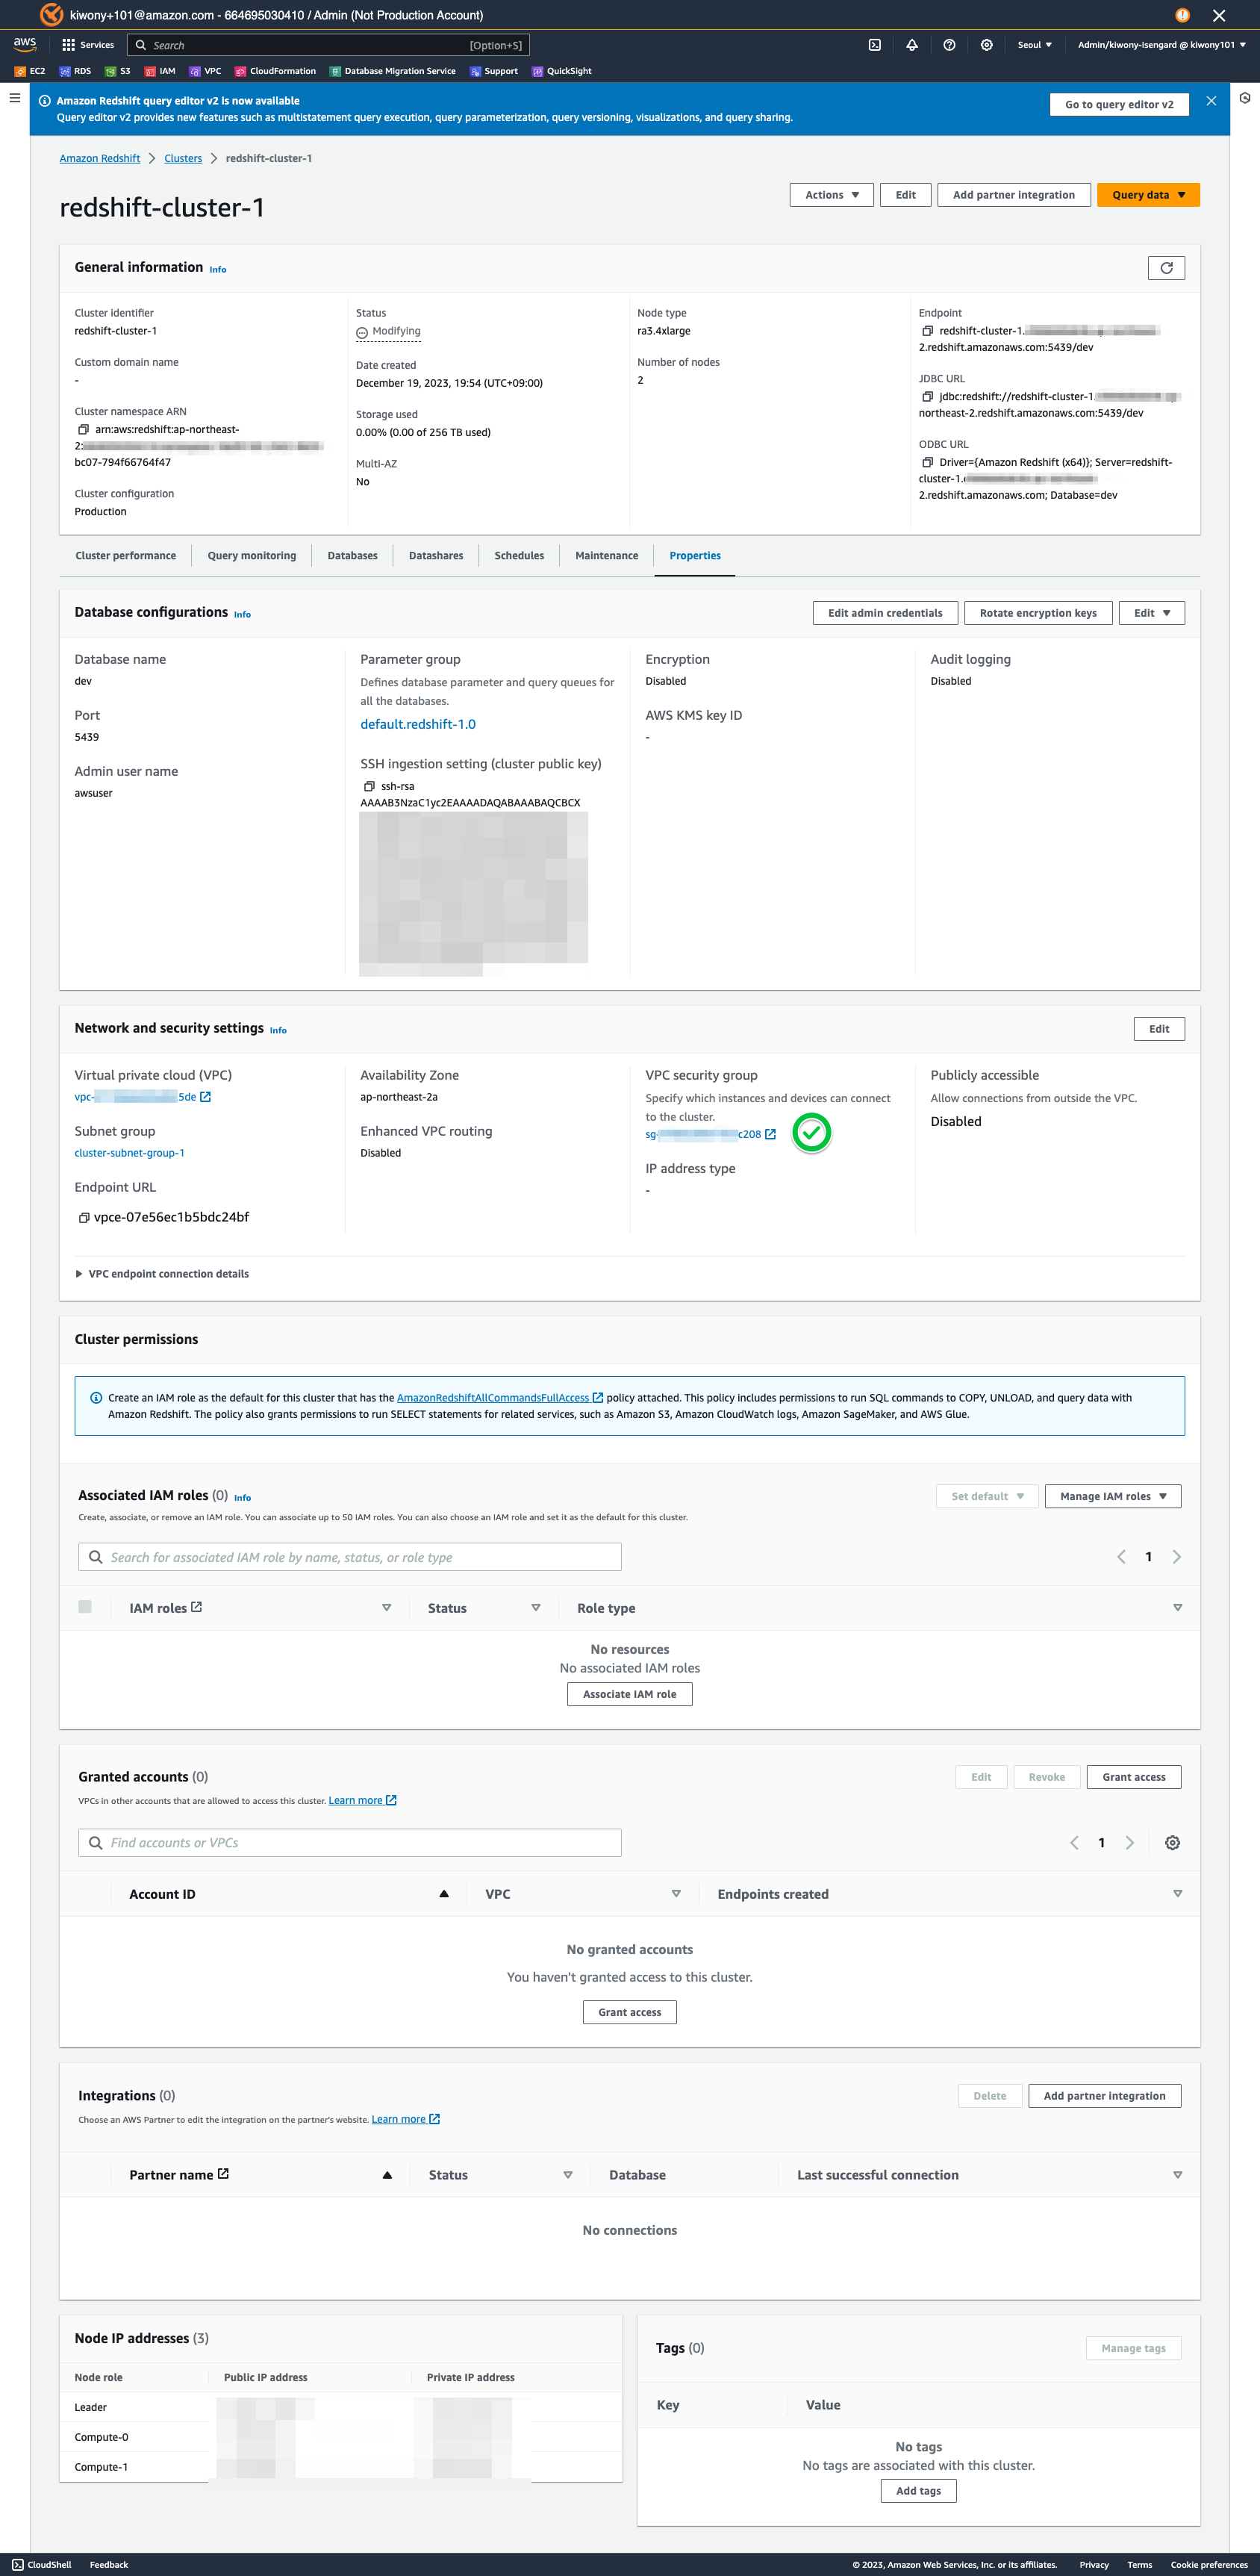 kiwony+101@amazon.com - 664695030410 / Admin (Not Production Account)
aws Services Search [Option+S] Seoul Admin/kiwony-Isengard @ kiwony101
EC2 RDS S3 IAM VPC CloudFormation Database Migration Service Support QuickSight
Amazon Redshift query editor v2 is now available
Query editor v2 provides new features such as multistatement query execution, query parameterization, query versioning, visualizations, and query sharing.
Go to query editor v2
Amazon Redshift > Clusters > redshift-cluster-1
redshift-cluster-1
Actions Edit Add partner integration Query data
General information Info
Cluster identifier
redshift-cluster-1
Custom domain name
-
Cluster namespace ARN
arn:aws:redshift:ap-northeast-
2:
bc07-794f66764f47
Cluster configuration
Production
Status
Modifying
Date created
December 19, 2023, 19:54 (UTC+09:00)
Storage used
0.00% (0.00 of 256 TB used)
Multi-AZ
No
Node type
ra3.4xlarge
Number of nodes
2
Endpoint
redshift-cluster-1.
2.redshift.amazonaws.com:5439/dev
JDBC URL
jdbc:redshift://redshift-cluster-1.
northeast-2.redshift.amazonaws.com:5439/dev
ODBC URL
Driver={Amazon Redshift (x64)}; Server=redshift-
cluster-1.
2.redshift.amazonaws.com; Database=dev
Cluster performance Query monitoring Databases Datashares Schedules Maintenance Properties
Database configurations Info
Edit admin credentials Rotate encryption keys Edit
Database name
dev
Port
5439
Admin user name
awsuser
Parameter group
Defines database parameter and query queues for
all the databases.
default.redshift-1.0
SSH ingestion setting (cluster public key)
ssh-rsa
AAAAB3NzaC1yc2EAAAADAQABAAABAQCBCX
Encryption
Disabled
AWS KMS key ID
-
Audit logging
Disabled
Network and security settings Info
Edit
Virtual private cloud (VPC)
vpc- 5de
Subnet group
cluster-subnet-group-1
Endpoint URL
vpce-07e56ec1b5bdc24bf
Availability Zone
ap-northeast-2a
Enhanced VPC routing
Disabled
VPC security group
Specify which instances and devices can connect
to the cluster.
sg- c208
IP address type
-
Publicly accessible
Allow connections from outside the VPC.
Disabled
VPC endpoint connection details
Cluster permissions
Create an IAM role as the default for this cluster that has the AmazonRedshiftAllCommandsFullAccess policy attached. This policy includes permissions to run SQL commands to COPY, UNLOAD, and query data with
Amazon Redshift. The policy also grants permissions to run SELECT statements for related services, such as Amazon S3, Amazon CloudWatch logs, Amazon SageMaker, and AWS Glue.
Associated IAM roles (0) Info
Set default Manage IAM roles
Create, associate, or remove an IAM role. You can associate up to 50 IAM roles. You can also choose an IAM role and set it as the default for this cluster.
Search for associated IAM role by name, status, or role type
1
IAM roles Status Role type
No resources
No associated IAM roles
Associate IAM role
Granted accounts (0)
Edit Revoke Grant access
VPCs in other accounts that are allowed to access this cluster. Learn more
Find accounts or VPCs
1
Account ID VPC Endpoints created
No granted accounts
You haven't granted access to this cluster.
Grant access
Integrations (0)
Delete Add partner integration
Choose an AWS Partner to edit the integration on the partner's website. Learn more
Partner name Status Database Last successful connection
No connections
Node IP addresses (3)
Node role Public IP address Private IP address
Leader
Compute-0
Compute-1
Tags (0)
Manage tags
Key Value
No tags
No tags are associated with this cluster.
Add tags
CloudShell Feedback © 2023, Amazon Web Services, Inc. or its affiliates. Privacy Terms Cookie preferences